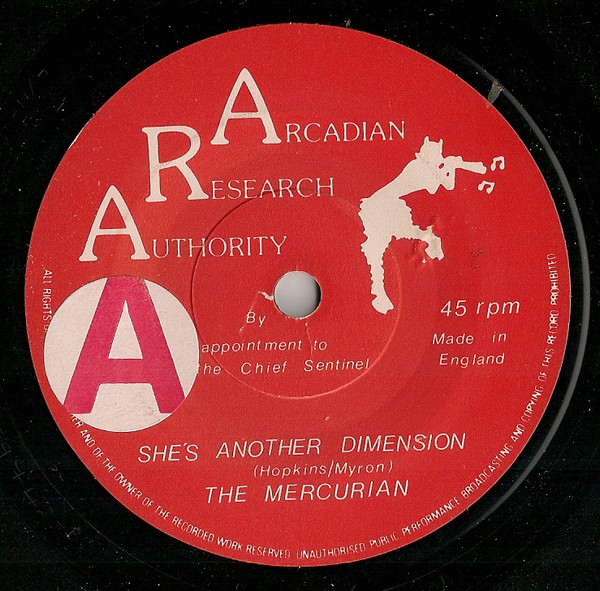 ARCADIAN
RESEARCH
AUTHORITY
A
By
appointment to
the Chief Sentinel
45 rpm
Made in
England
SHE'S ANOTHER DIMENSION
(Hopkins/Myron)
THE MERCURIAN
ALL RIGHTS O
ER AND OF THE OWNER OF THE RECORDED WORK RESERVED UNAUTHORISED PUBLIC PERFORMANCE BROADCASTING AND COPYING OF THIS RECORD PROHIBITED